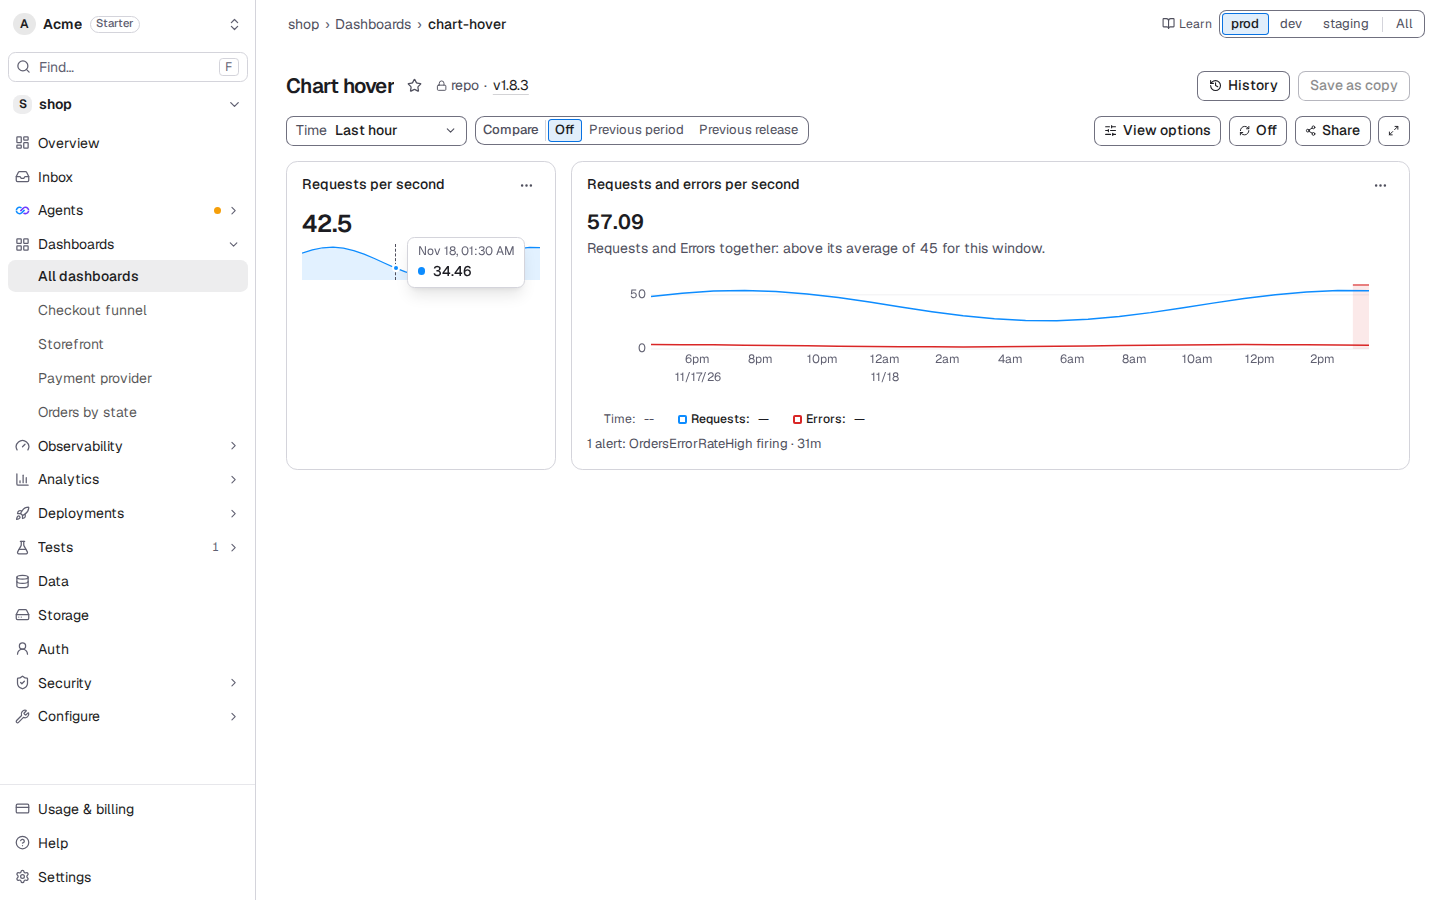 A Acme Starter
Find... F
S shop
Overview
Inbox
Agents
Dashboards
All dashboards
Checkout funnel
Storefront
Payment provider
Orders by state
Observability
Analytics
Deployments
Tests 1
Data
Storage
Auth
Security
Configure
Usage & billing
Help
Settings
shop › Dashboards › chart-hover
Learn prod dev staging All
Chart hover repo · v1.8.3
History Save as copy
Time Last hour Compare Off Previous period Previous release
View options Off Share
Requests per second
42.5
Nov 18, 01:30 AM
34.46
Requests and errors per second
57.09
Requests and Errors together: above its average of 45 for this window.
50
0
6pm 8pm 10pm 12am 2am 4am 6am 8am 10am 12pm 2pm
11/17/26 11/18
Time: -- Requests: — Errors: —
1 alert: OrdersErrorRateHigh firing · 31m